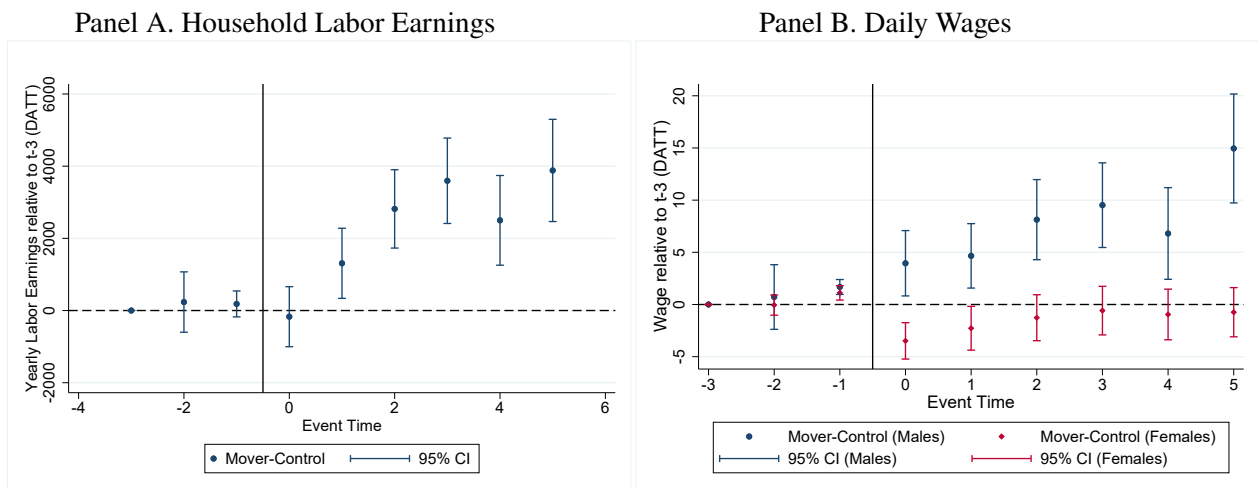 Panel A. Household Labor Earnings
Yearly Labor Earnings relative to t-3 (DATT)
6000
4000
2000
0
-2000
-4
-2
0
2
4
6
Event Time
Mover-Control
95% CI
Panel B. Daily Wages
Wage relative to t-3 (DATT)
20
15
10
5
0
-5
-3
-2
-1
0
1
2
3
4
5
Event Time
Mover-Control (Males)
Mover-Control (Females)
95% CI (Males)
95% CI (Females)